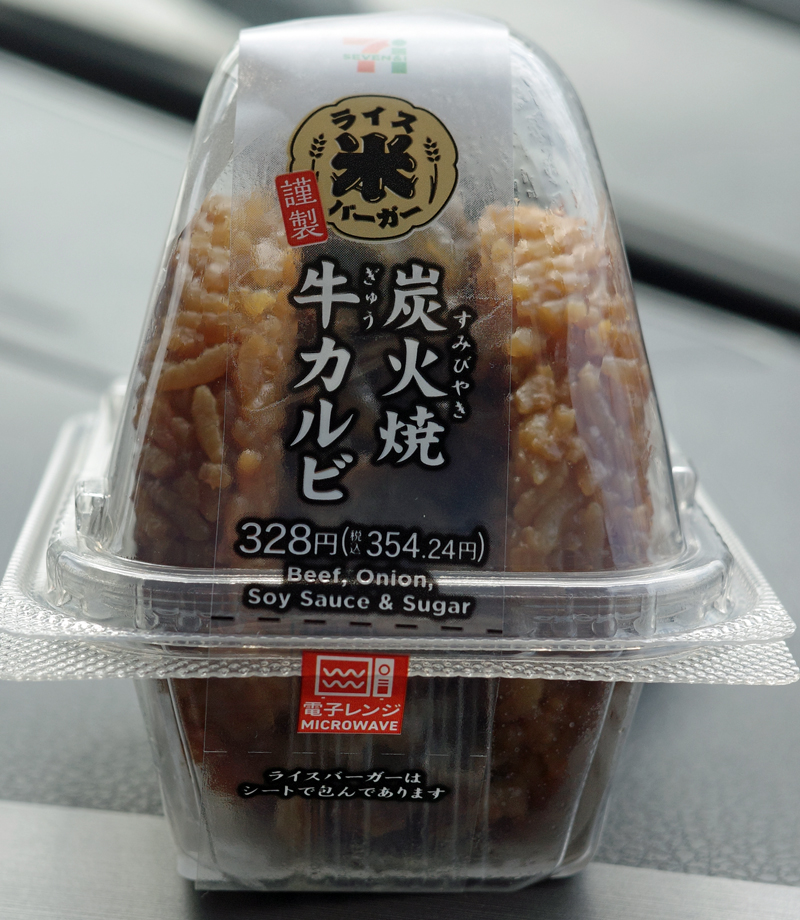 ライス
米
バーガー
謹製
炭火焼
すみびやき
牛カルビ
ぎゅう
328円(税込354.24円)
Beef, Onion,
Soy Sauce & Sugar
電子レンジ
MICROWAVE
ライスバーガーは
シートで包んであります